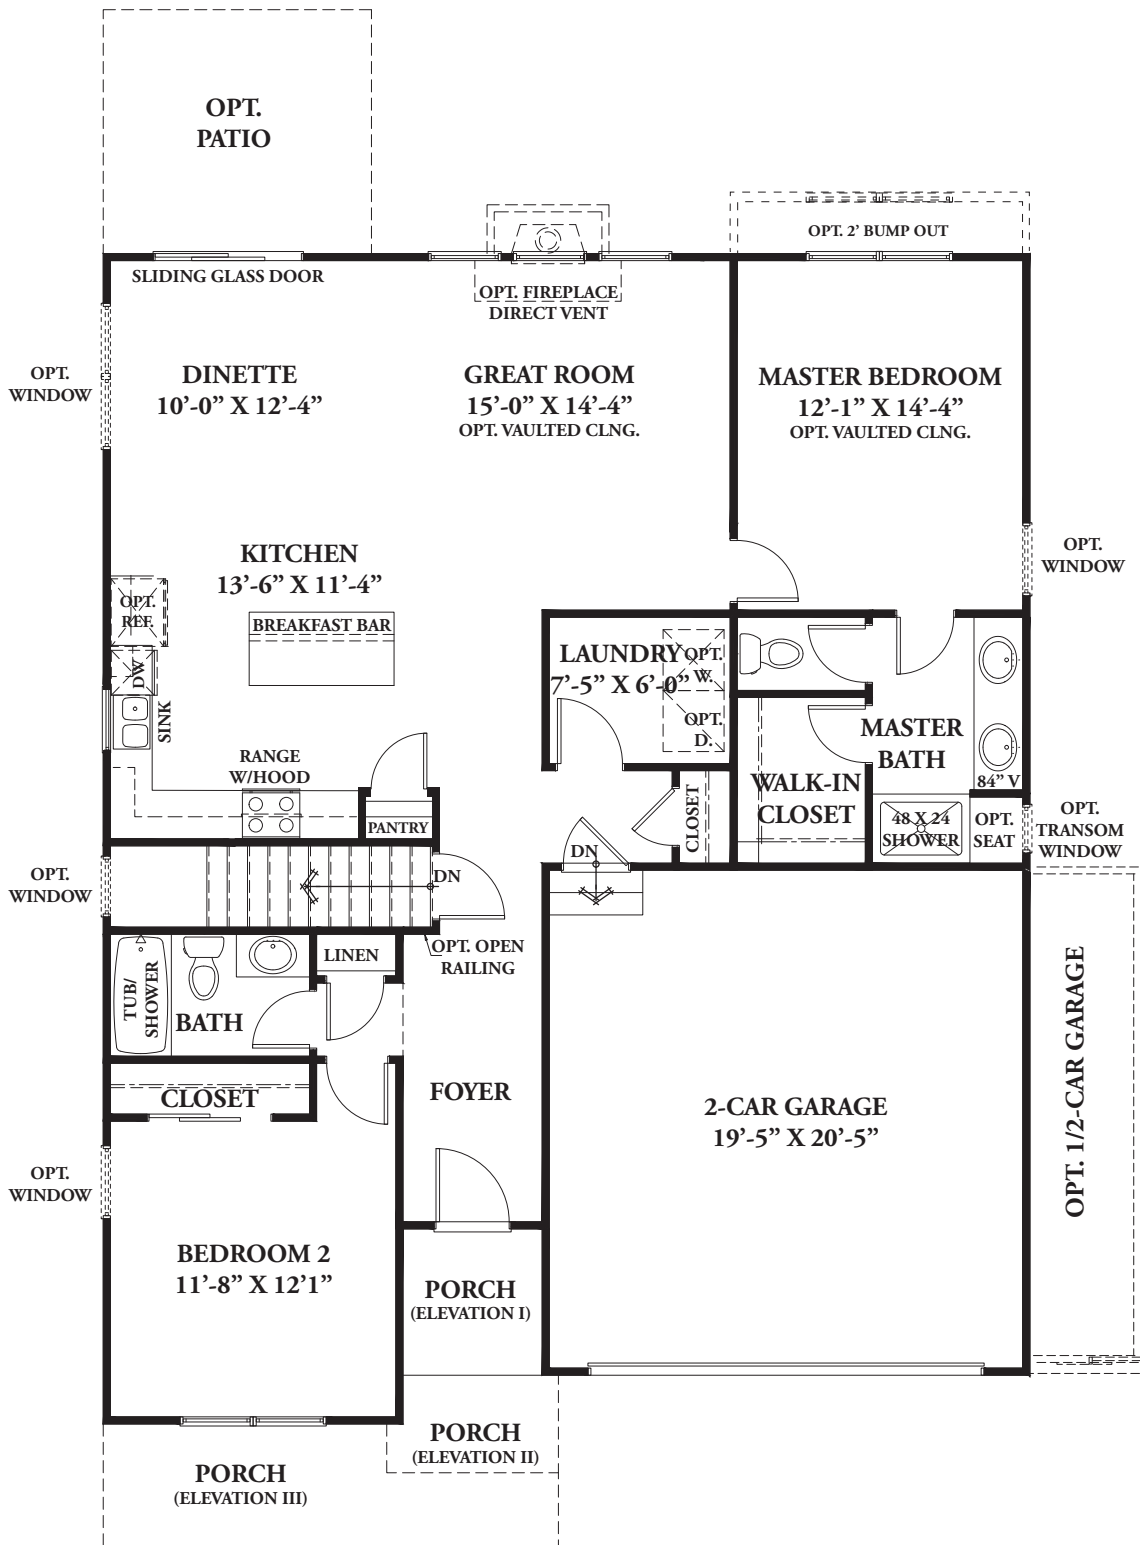 OPT.
PATIO
OPT. 2’ BUMP OUT
SLIDING GLASS DOOR
OPT. FIREPLACE
DIRECT VENT
OPT.
WINDOW
DINETTE
10’-0” X 12’-4”
GREAT ROOM
15’-0” X 14’-4”
OPT. VAULTED CLNG.
MASTER BEDROOM
12’-1” X 14’-4”
OPT. VAULTED CLNG.
KITCHEN
13’-6” X 11’-4”
OPT.
WINDOW
OPT.
REF.
BREAKFAST BAR
DW
SINK
LAUNDRY
7’-5” X 6’-0”
OPT.
W.
OPT.
D.
MASTER
BATH
84” V
RANGE
W/HOOD
PANTRY
CLOSET
WALK-IN
CLOSET
48 X 24
SHOWER
OPT.
SEAT
OPT.
TRANSOM
WINDOW
OPT.
WINDOW
DN
DN
OPT. OPEN
RAILING
LINEN
TUB/
SHOWER
BATH
CLOSET
FOYER
2-CAR GARAGE
19’-5” X 20’-5”
OPT. 1/2-CAR GARAGE
OPT.
WINDOW
BEDROOM 2
11’-8” X 12’1”
PORCH
(ELEVATION I)
PORCH
(ELEVATION II)
PORCH
(ELEVATION III)